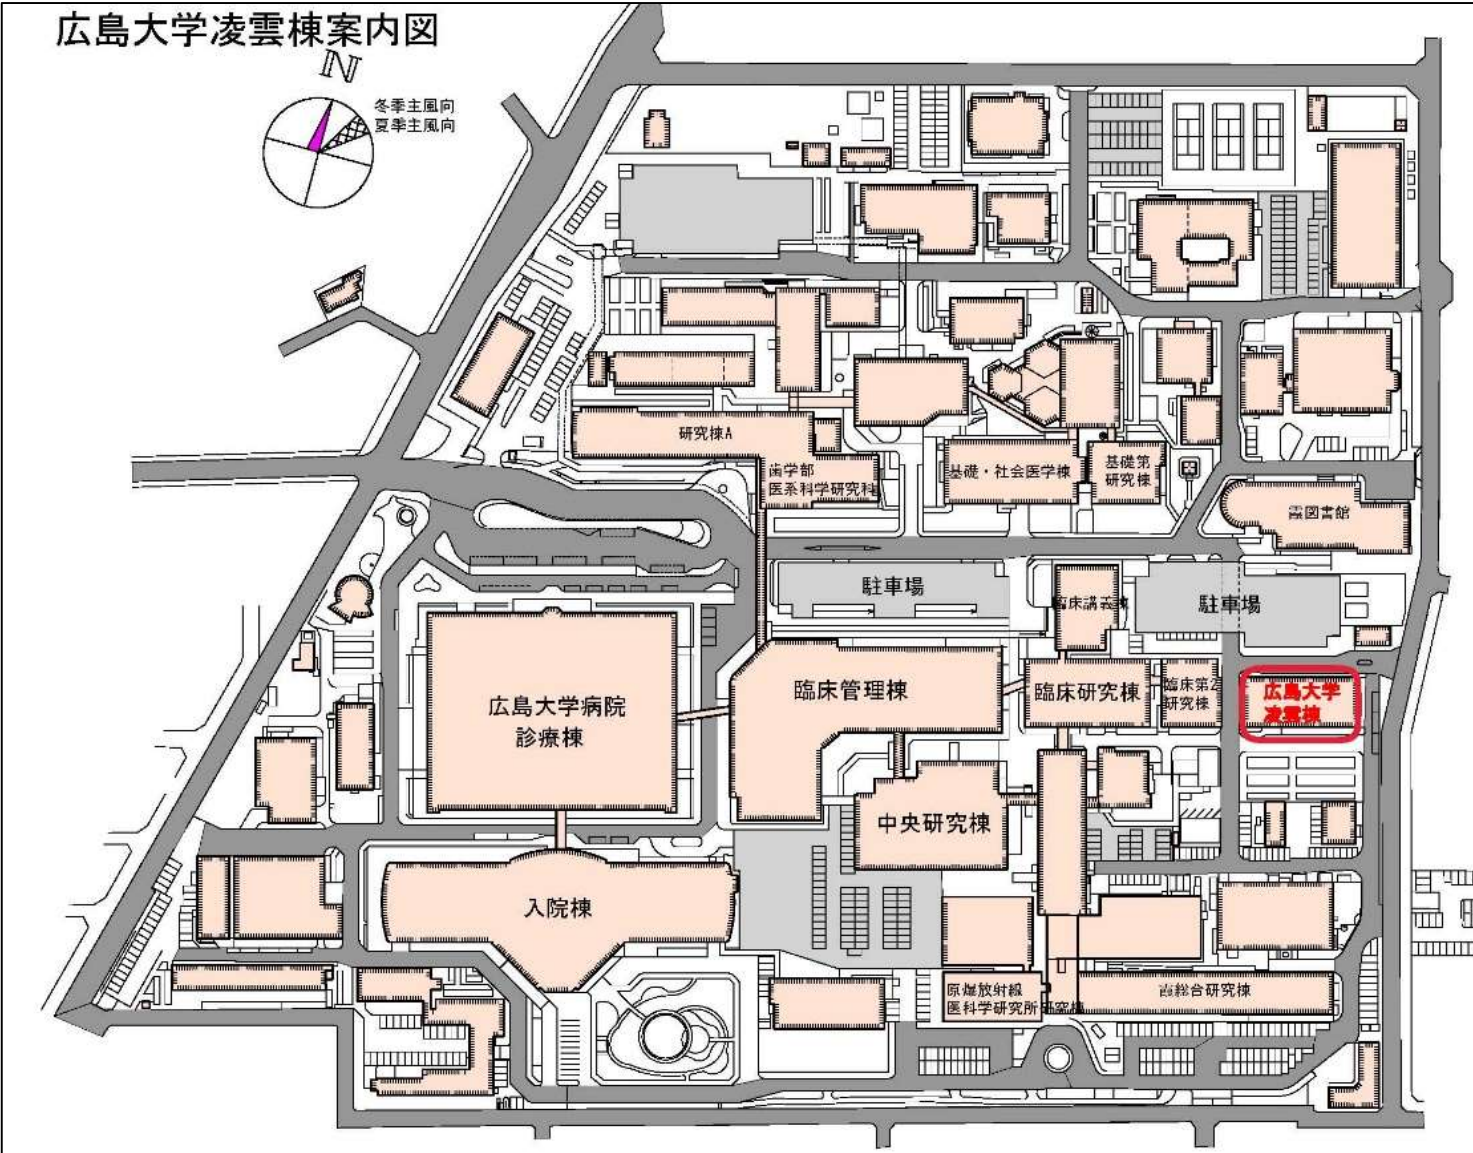 広島大学凌雲棟案内図
N
冬季主風向
夏季主風向
研究棟A
歯学部
医系科学研究科
基礎・社会医学棟
基礎第
研究棟
霞図書館
駐車場
臨床講義棟
駐車場
広島大学病院
診療棟
臨床管理棟
臨床研究棟
臨床第2
研究棟
広島大学
凌雲棟
中央研究棟
入院棟
原爆放射線
医科学研究所研究棟
霞総合研究棟